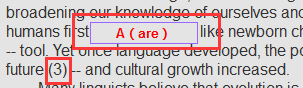 broadening our knowledge of ourselves and
humans first A ( are ) like newborn ch
-- tool. Yet once language developed, the po
future (3) -- and cultural growth increased.
Many linguists believe that evolution is